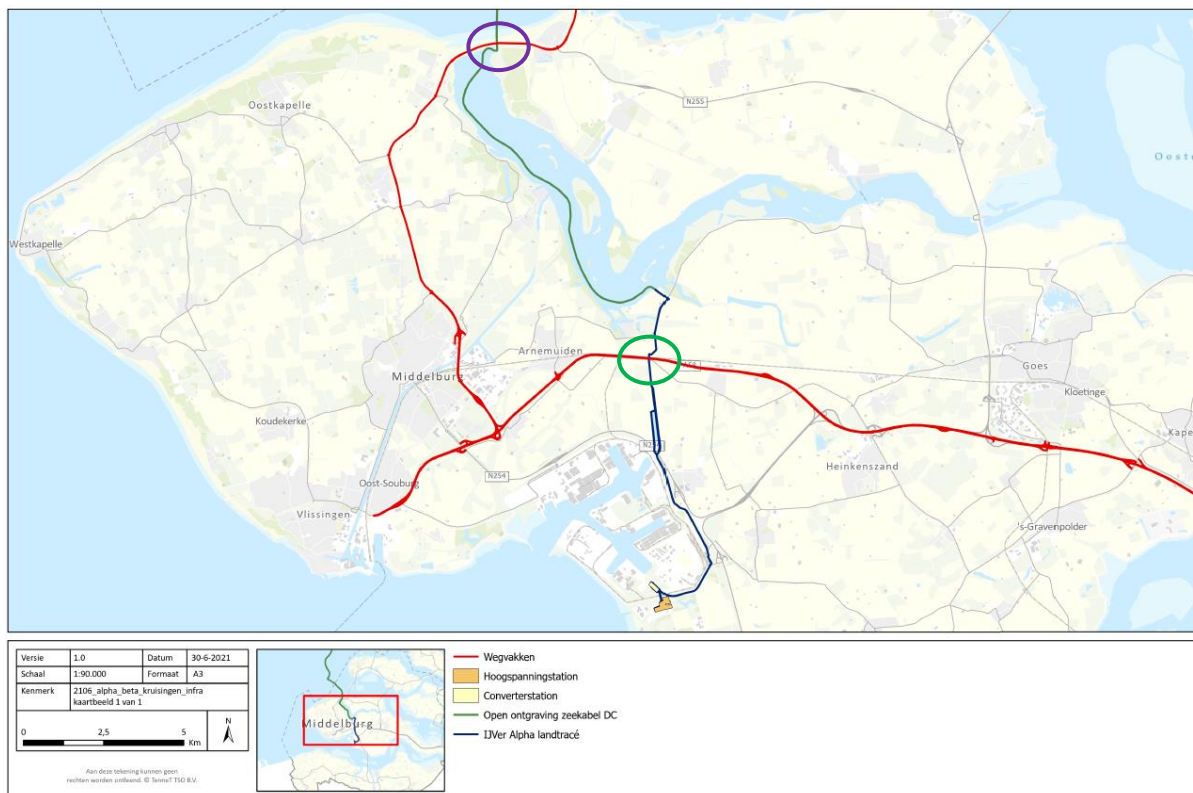 Oostkapelle
N255
Ooste
Westkapelle
Arnemuiden
Middelburg
Goes
Kloetinge
Koudekerke
Kape
Heinkenszand
N254
Oost-Souburg
Vlissingen
's-Gravenpolder
Versie 1.0 Datum 30-6-2021
Schaal 1:90.000 Formaat A3
Kenmerk 2106_alpha_beta_kruisingen_infra
kaartbeeld 1 van 1
0 2,5 5
Km
N
Aan deze tekening kunnen geen
rechten worden ontleend. © TenneT TSO B.V.
Middelburg
Wegvakken
Hoogspanningstation
Converterstation
Open ontgraving zeekabel DC
IJVer Alpha landtracé